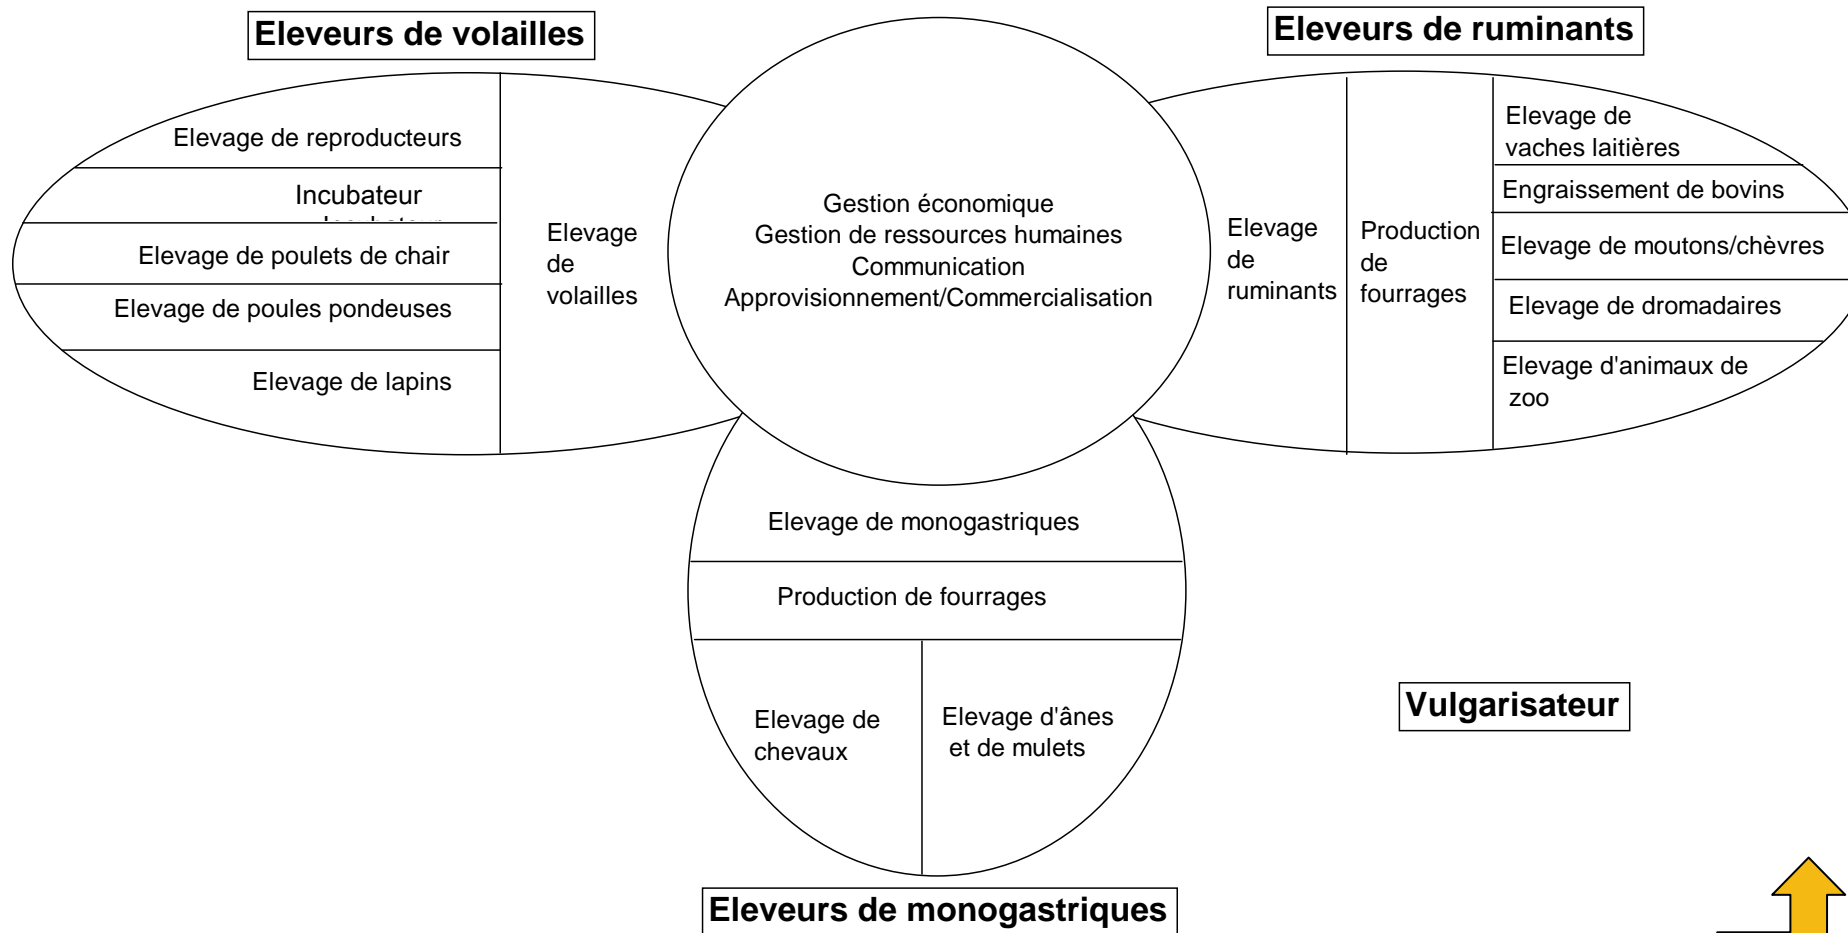 Eleveurs de volailles
Eleveurs de ruminants
Elevage de reproducteurs
Incubateur
Elevage de poulets de chair
Elevage de poules pondeuses
Elevage de lapins
Elevage
de
volailles
Gestion économique
Gestion de ressources humaines
Communication
Approvisionnement/Commercialisation
Elevage
de
ruminants
Production
de
fourrages
Elevage de
vaches laitières
Engraissement de bovins
Elevage de moutons/chèvres
Elevage de dromadaires
Elevage d'animaux de
zoo
Elevage de monogastriques
Production de fourrages
Elevage de
chevaux
Elevage d'ânes
et de mulets
Vulgarisateur
Eleveurs de monogastriques